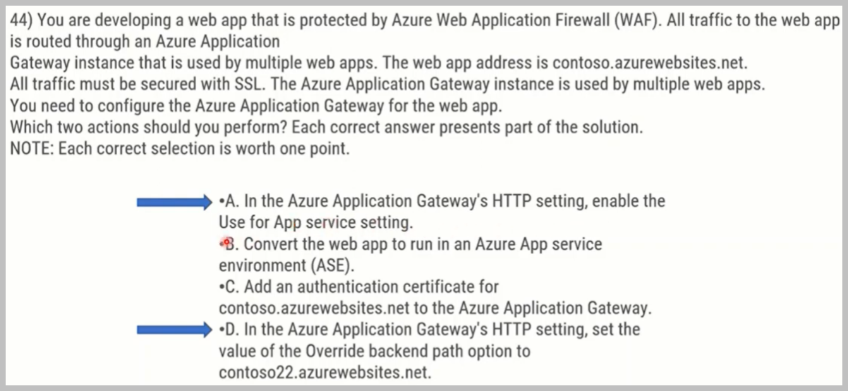 44) You are developing a web app that is protected by Azure Web Application Firewall (WAF). All traffic to the web app
is routed through an Azure Application
Gateway instance that is used by multiple web apps. The web app address is contoso.azurewebsites.net.
All traffic must be secured with SSL. The Azure Application Gateway instance is used by multiple web apps.
You need to configure the Azure Application Gateway for the web app.
Which two actions should you perform? Each correct answer presents part of the solution.
NOTE: Each correct selection is worth one point.
•A. In the Azure Application Gateway's HTTP setting, enable the
Use for App service setting.
•B. Convert the web app to run in an Azure App service
environment (ASE).
•C. Add an authentication certificate for
contoso.azurewebsites.net to the Azure Application Gateway.
•D. In the Azure Application Gateway's HTTP setting, set the
value of the Override backend path option to
contoso22.azurewebsites.net.